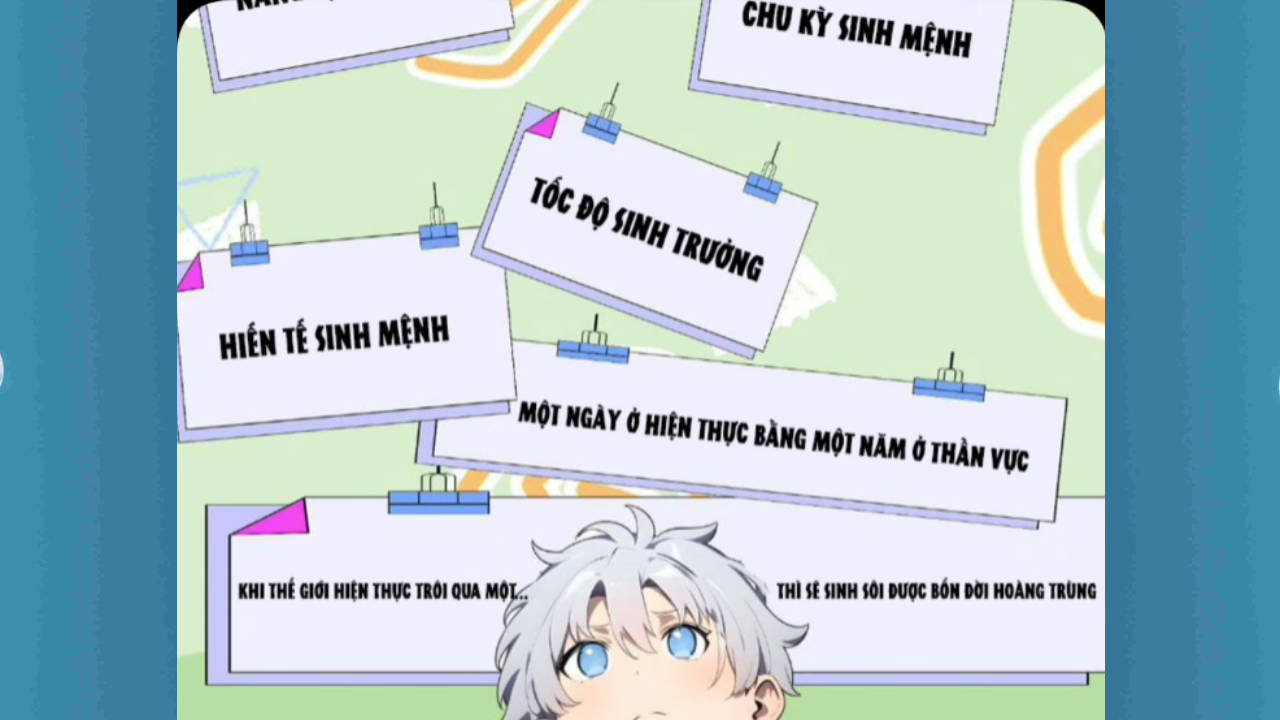 CHU KỲ SINH MỆNH
TỐC ĐỘ SINH TRƯỞNG
HIẾN TẾ SINH MỆNH
MỘT NGÀY Ở HIỆN THỰC BẰNG MỘT NĂM Ở THẦN VỰC
KHI THẾ GIỚI HIỆN THỰC TRÔI QUA MỘT... THÌ SẼ SINH SÔI ĐƯỢC BỐN ĐỜI HOÀNG TRÙNG